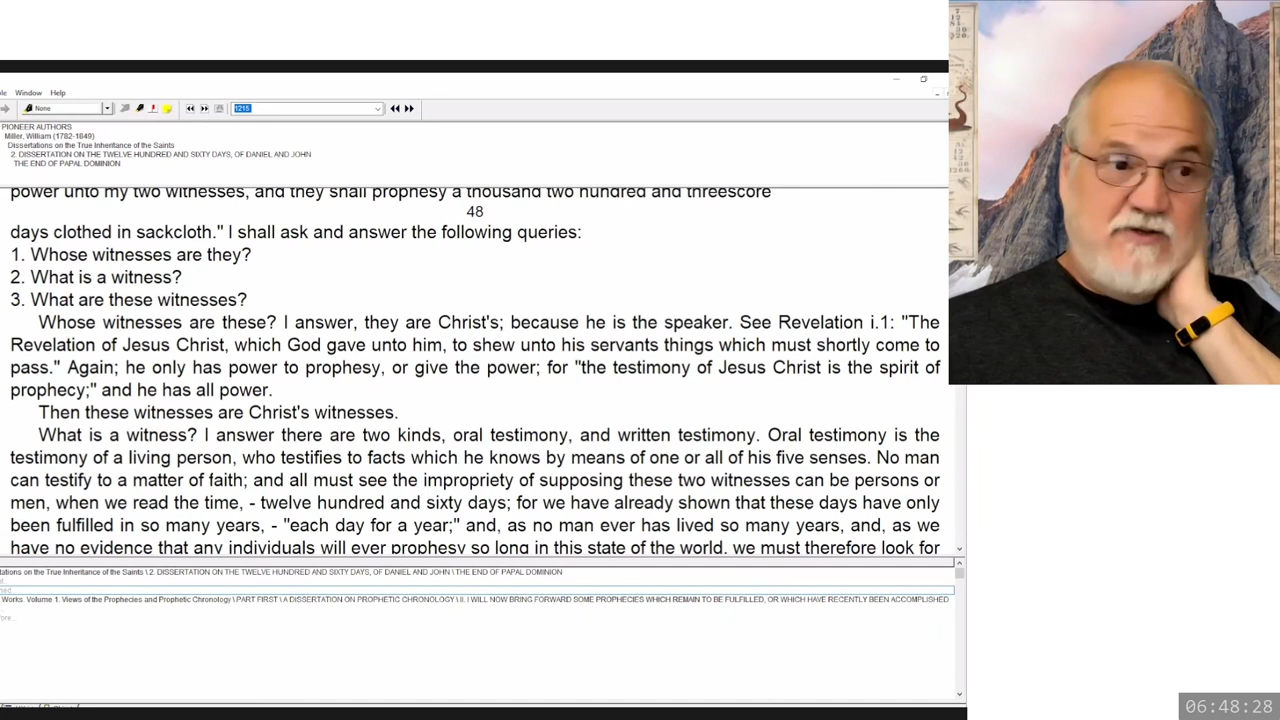 Window Help
None
1215
PIONEER AUTHORS
Miller, William (1782-1849)
Dissertations on the True Inheritance of the Saints
2. DISSERTATION ON THE TWELVE HUNDRED AND SIXTY DAYS, OF DANIEL AND JOHN
THE END OF PAPAL DOMINION
power unto my two witnesses, and they shall prophesy a thousand two hundred and threescore
48
days clothed in sackcloth." I shall ask and answer the following queries:
1. Whose witnesses are they?
2. What is a witness?
3. What are these witnesses?
Whose witnesses are these? I answer, they are Christ's; because he is the speaker. See Revelation i.1: "The
Revelation of Jesus Christ, which God gave unto him, to shew unto his servants things which must shortly come to
pass." Again; he only has power to prophesy, or give the power; for "the testimony of Jesus Christ is the spirit of
prophecy;" and he has all power.
Then these witnesses are Christ's witnesses.
What is a witness? I answer there are two kinds, oral testimony, and written testimony. Oral testimony is the
testimony of a living person, who testifies to facts which he knows by means of one or all of his five senses. No man
can testify to a matter of faith; and all must see the impropriety of supposing these two witnesses can be persons or
men, when we read the time, - twelve hundred and sixty days; for we have already shown that these days have only
been fulfilled in so many years, - "each day for a year;" and, as no man ever has lived so many years, and, as we
have no evidence that any individuals will ever prophesy so long in this state of the world, we must therefore look for
tations on the True Inheritance of the Saints \ 2. DISSERTATION ON THE TWELVE HUNDRED AND SIXTY DAYS, OF DANIEL AND JOHN \ THE END OF PAPAL DOMINION
Works. Volume 1. Views of the Prophecies and Prophetic Chronology \ PART FIRST \ A DISSERTATION ON PROPHETIC CHRONOLOGY \ II. I WILL NOW BRING FORWARD SOME PROPHECIES WHICH REMAIN TO BE FULFILLED, OR WHICH HAVE RECENTLY BEEN ACCOMPLISHED
06:48:28